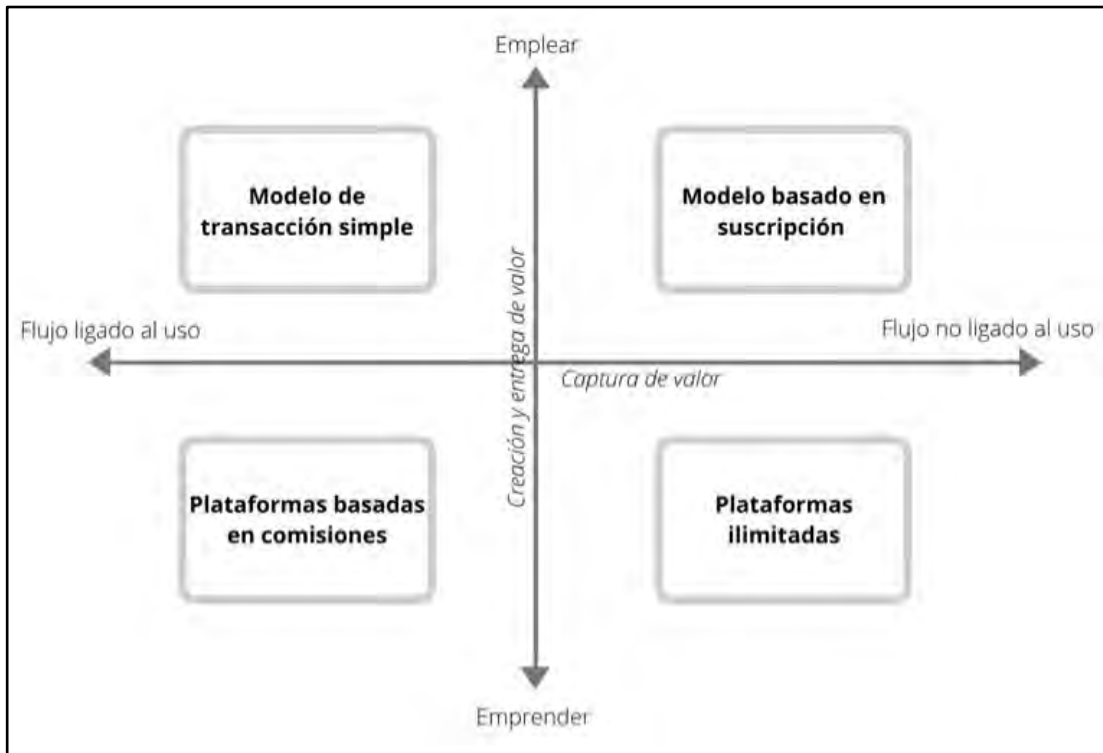 Emplear
Modelo de
transacción simple
Modelo basado en
suscripción
Creación y entrega de valor
Flujo ligado al uso
Flujo no ligado al uso
Captura de valor
Plataformas basadas
en comisiones
Plataformas
ilimitadas
Emprender